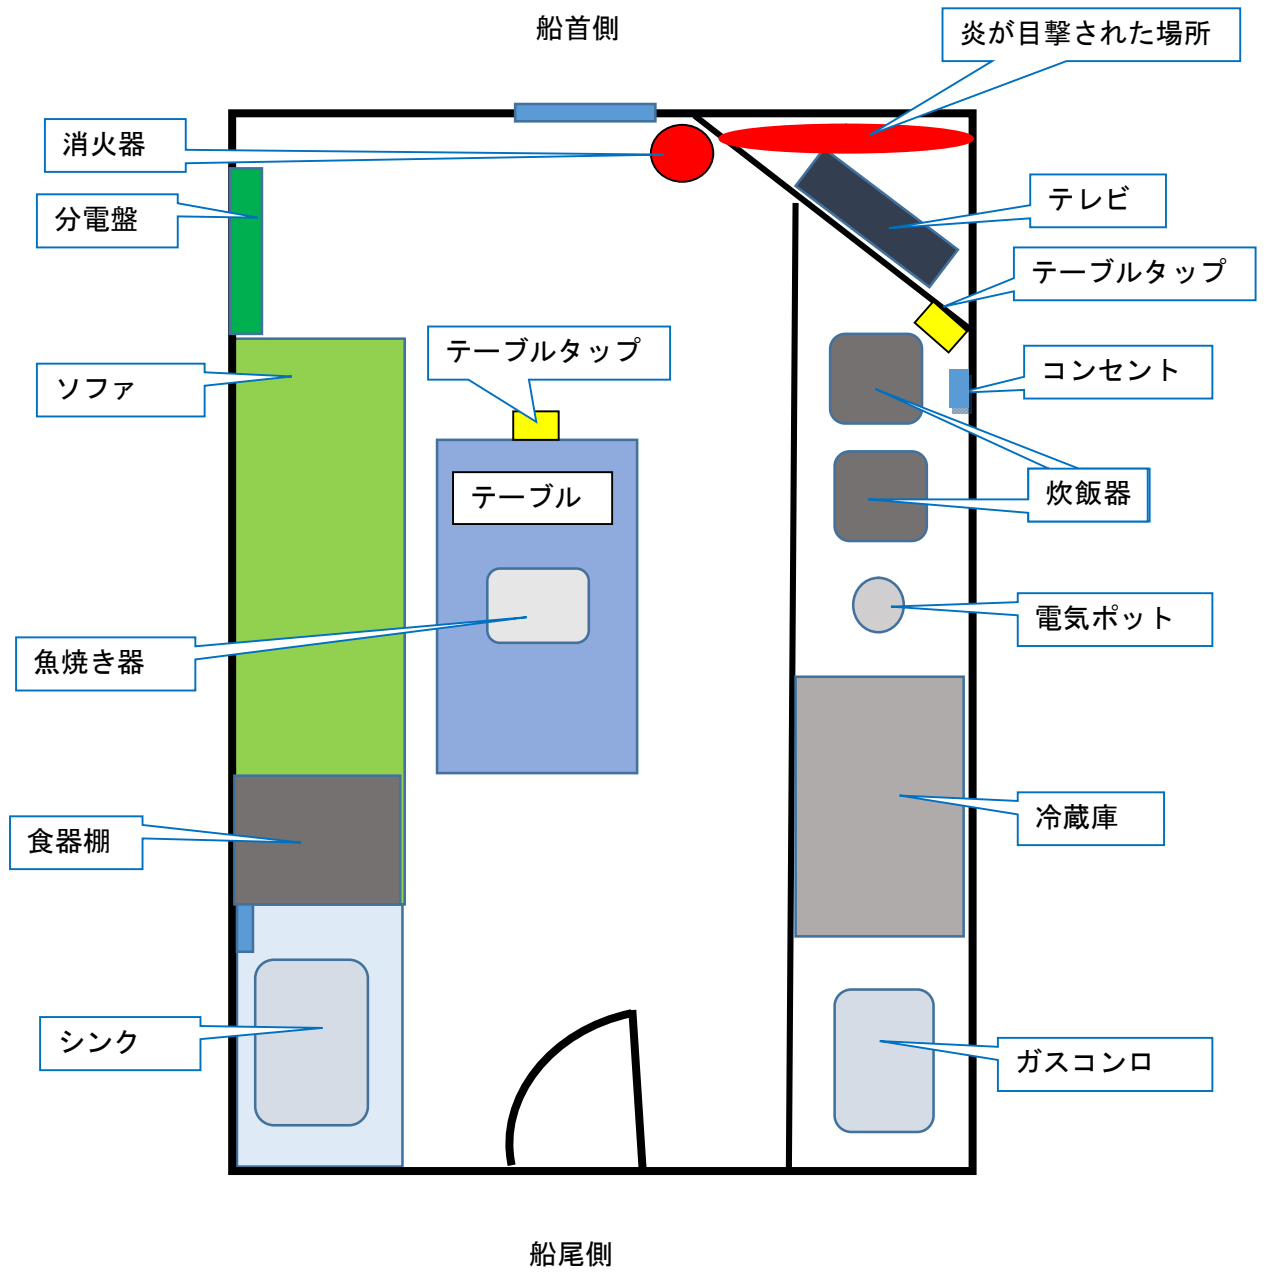 船首側
炎が目撃された場所
消火器
分電盤
テレビ
テーブルタップ
テーブルタップ
コンセント
ソファ
テーブル
炊飯器
電気ポット
魚焼き器
冷蔵庫
食器棚
シンク
ガスコンロ
船尾側